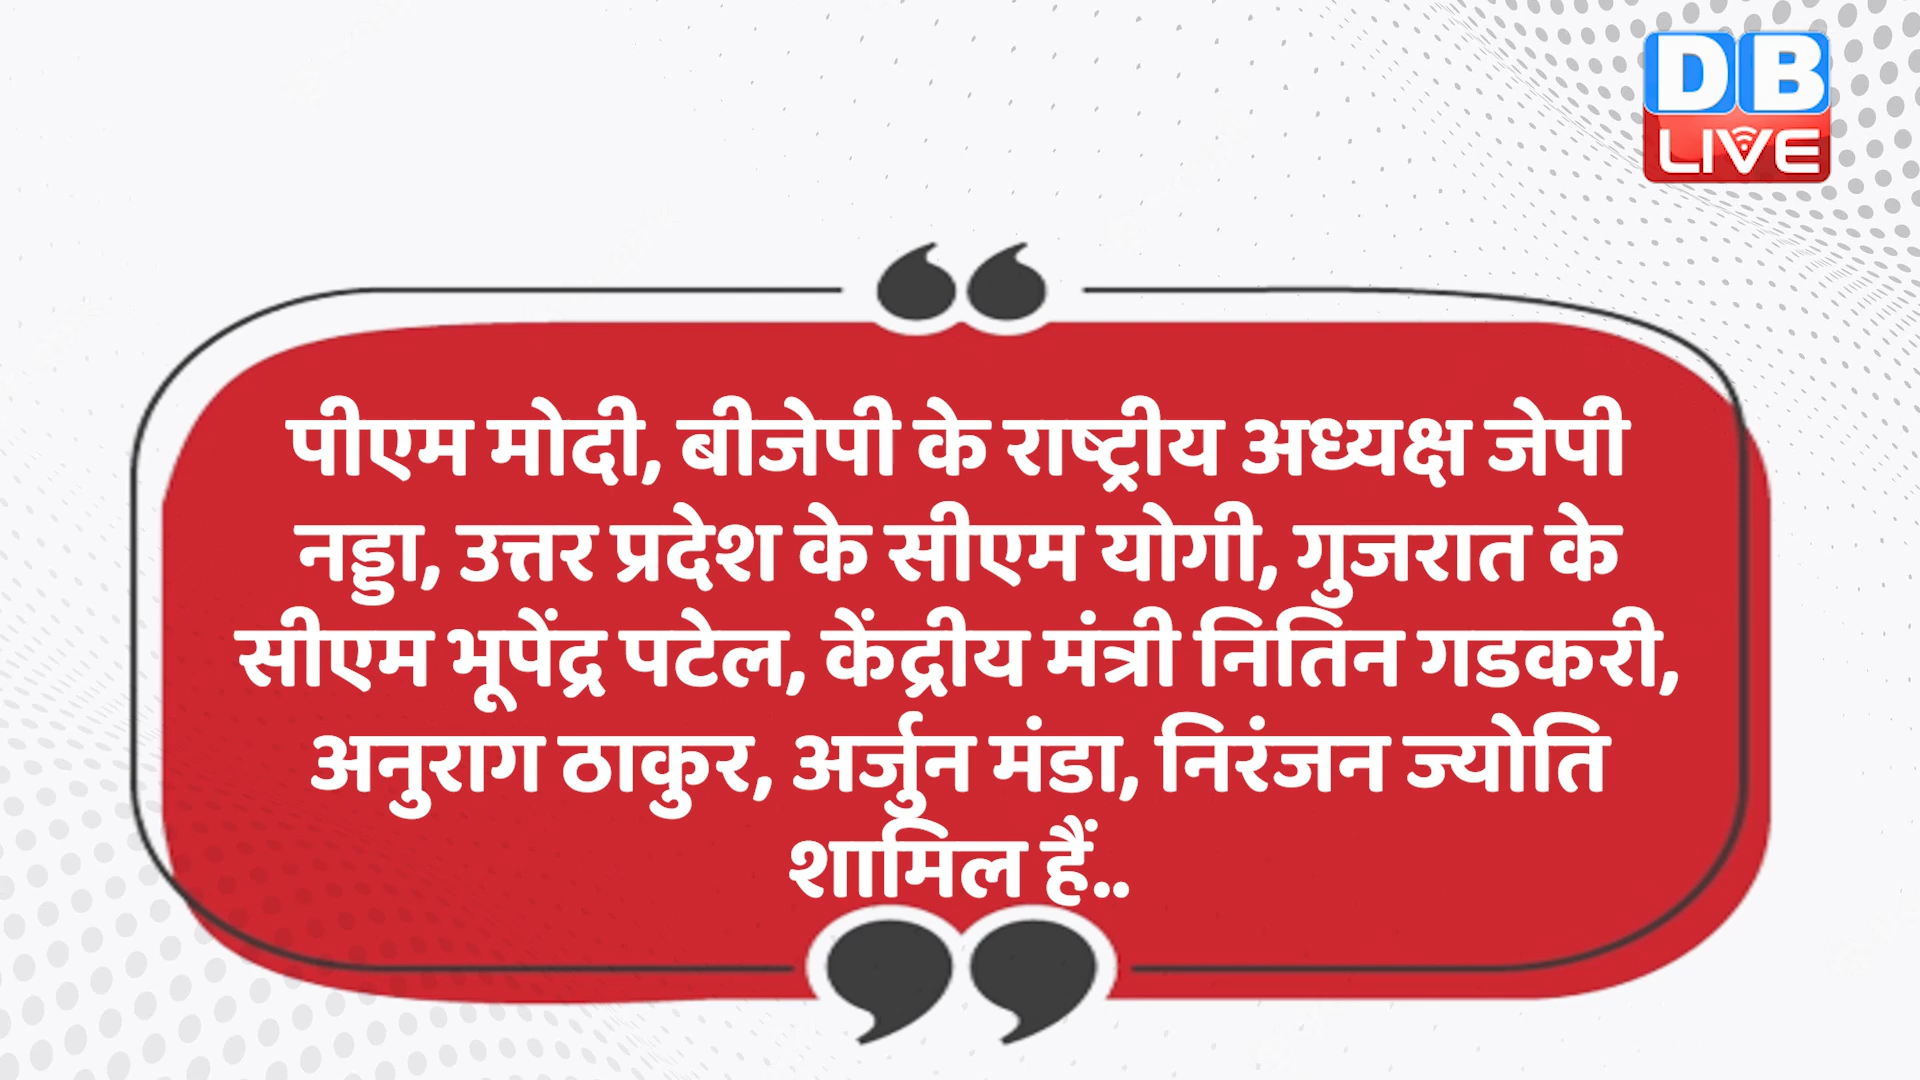 DB
LIVE
पीएम मोदी, बीजेपी के राष्ट्रीय अध्यक्ष जेपी
नड्डा, उत्तर प्रदेश के सीएम योगी, गुजरात के
सीएम भूपेंद्र पटेल, केंद्रीय मंत्री नितिन गडकरी,
अनुराग ठाकुर, अर्जुन मंडा, निरंजन ज्योति
शामिल हैं..